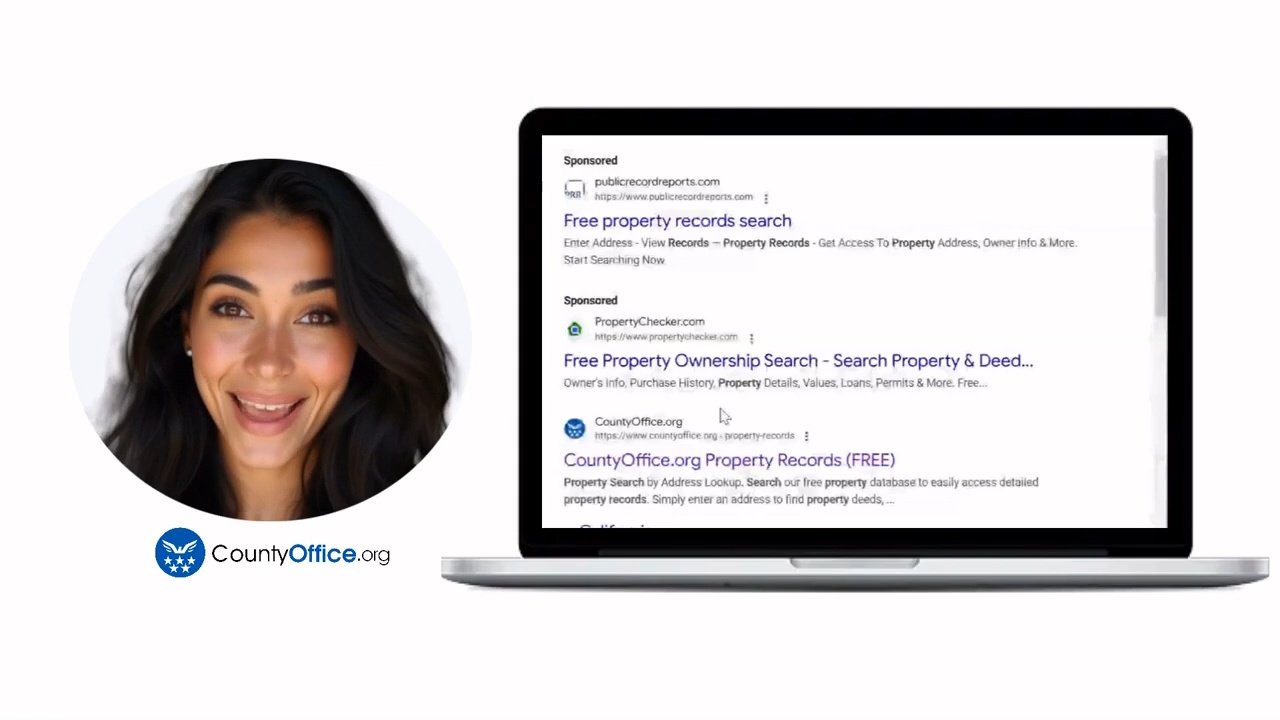 Sponsored
publicrecordreports.com
https://www.publicrecordreports.com
Free property records search
Enter Address - View Records — Property Records - Get Access To Property Address, Owner Info & More.
Start Searching Now
Sponsored
PropertyChecker.com
https://www.propertychecker.com
Free Property Ownership Search - Search Property & Deed...
Owner's Info, Purchase History, Property Details, Values, Loans, Permits & More. Free...
CountyOffice.org
https://www.countyoffice.org › property-records
CountyOffice.org Property Records (FREE)
Property Search by Address Lookup. Search our free property database to easily access detailed
property records. Simply enter an address to find property deeds, ...
CountyOffice.org